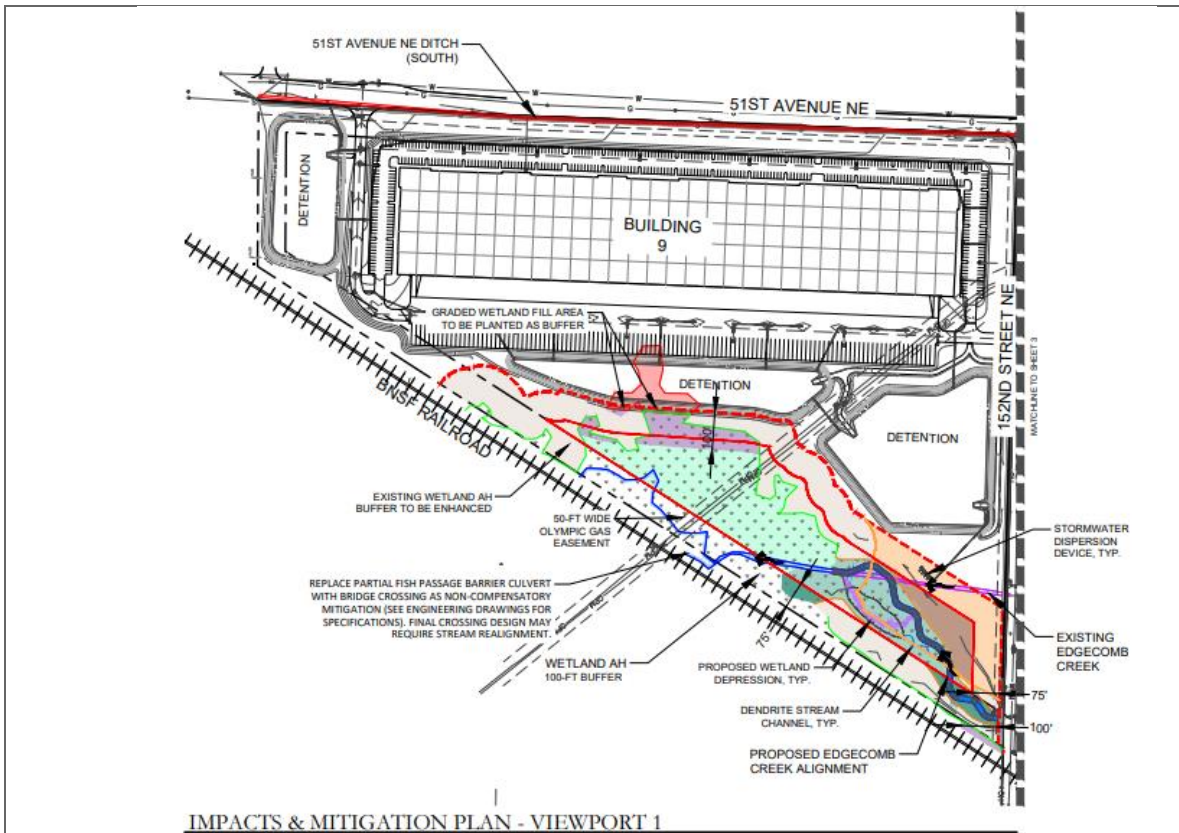 51ST AVENUE NE DITCH
(SOUTH)
51ST AVENUE NE
DETENTION
BUILDING
9
152ND STREET NE
MATCHLINE TO SHEET 3
GRADED WETLAND FILL AREA
TO BE PLANTED AS BUFFER
DETENTION
DETENTION
BNSF RAILROAD
100'
EXISTING WETLAND AH
BUFFER TO BE ENHANCED
50-FT WIDE
OLYMPIC GAS
EASEMENT
STORMWATER
DISPERSION
DEVICE, TYP.
REPLACE PARTIAL FISH PASSAGE BARRIER CULVERT
WITH BRIDGE CROSSING AS NON-COMPENSATORY
MITIGATION (SEE ENGINEERING DRAWINGS FOR
SPECIFICATIONS). FINAL CROSSING DESIGN MAY
REQUIRE STREAM REALIGNMENT.
75'
EXISTING
EDGECOMB
CREEK
WETLAND AH
100-FT BUFFER
PROPOSED WETLAND
DEPRESSION, TYP.
75'
DENDRITE STREAM
CHANNEL, TYP.
100'
PROPOSED EDGECOMB
CREEK ALIGNMENT
IMPACTS & MITIGATION PLAN - VIEWPORT 1